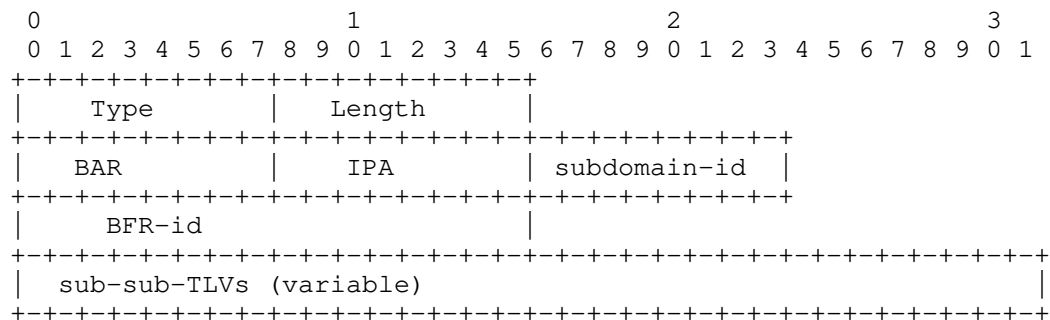 0                   1                   2                   3
 0 1 2 3 4 5 6 7 8 9 0 1 2 3 4 5 6 7 8 9 0 1 2 3 4 5 6 7 8 9 0 1
+-+-+-+-+-+-+-+-+-+-+-+-+-+-+-+-+
|    Type       |   Length      |
+-+-+-+-+-+-+-+-+-+-+-+-+-+-+-+-+-+-+-+-+-+-+-+-+
|   BAR         |    IPA        | subdomain-id  |
+-+-+-+-+-+-+-+-+-+-+-+-+-+-+-+-+-+-+-+-+-+-+-+-+
|     BFR-id                    |
+-+-+-+-+-+-+-+-+-+-+-+-+-+-+-+-+-+-+-+-+-+-+-+-+-+-+-+-+-+-+-+-+
|  sub-sub-TLVs (variable)                                      |
+-+-+-+-+-+-+-+-+-+-+-+-+-+-+-+-+-+-+-+-+-+-+-+-+-+-+-+-+-+-+-+-+